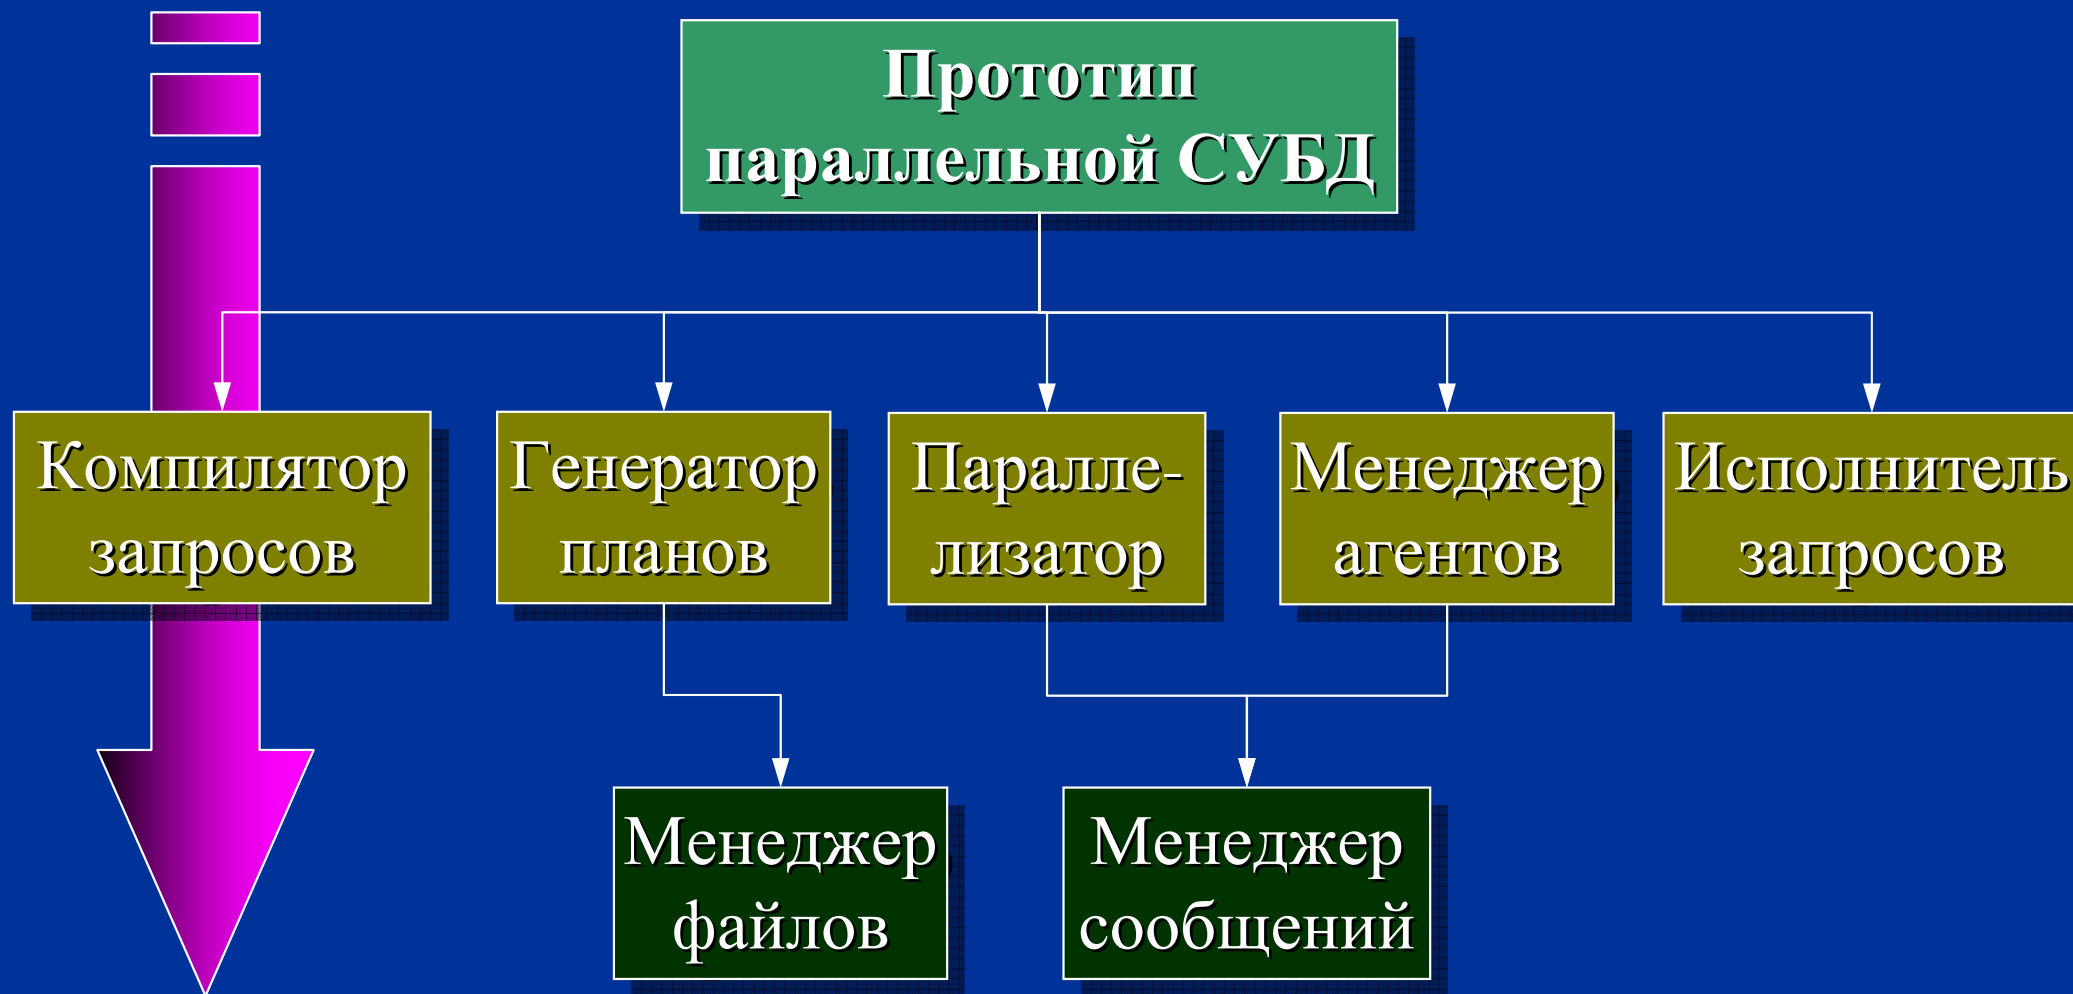 Прототип
параллельной СУБД
Компилятор
запросов
Генератор
планов
Паралле-
лизатор
Менеджер
агентов
Исполнитель
запросов
Менеджер
файлов
Менеджер
сообщений